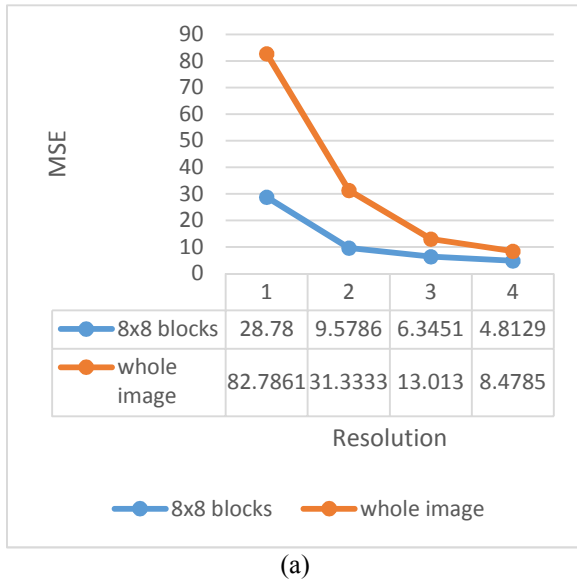 90
80
70
60
50
40
30
20
10
0
MSE
1 2 3 4
8x8 blocks 28.78 9.5786 6.3451 4.8129
whole
image 82.7861 31.3333 13.013 8.4785
Resolution
8x8 blocks whole image
(a)